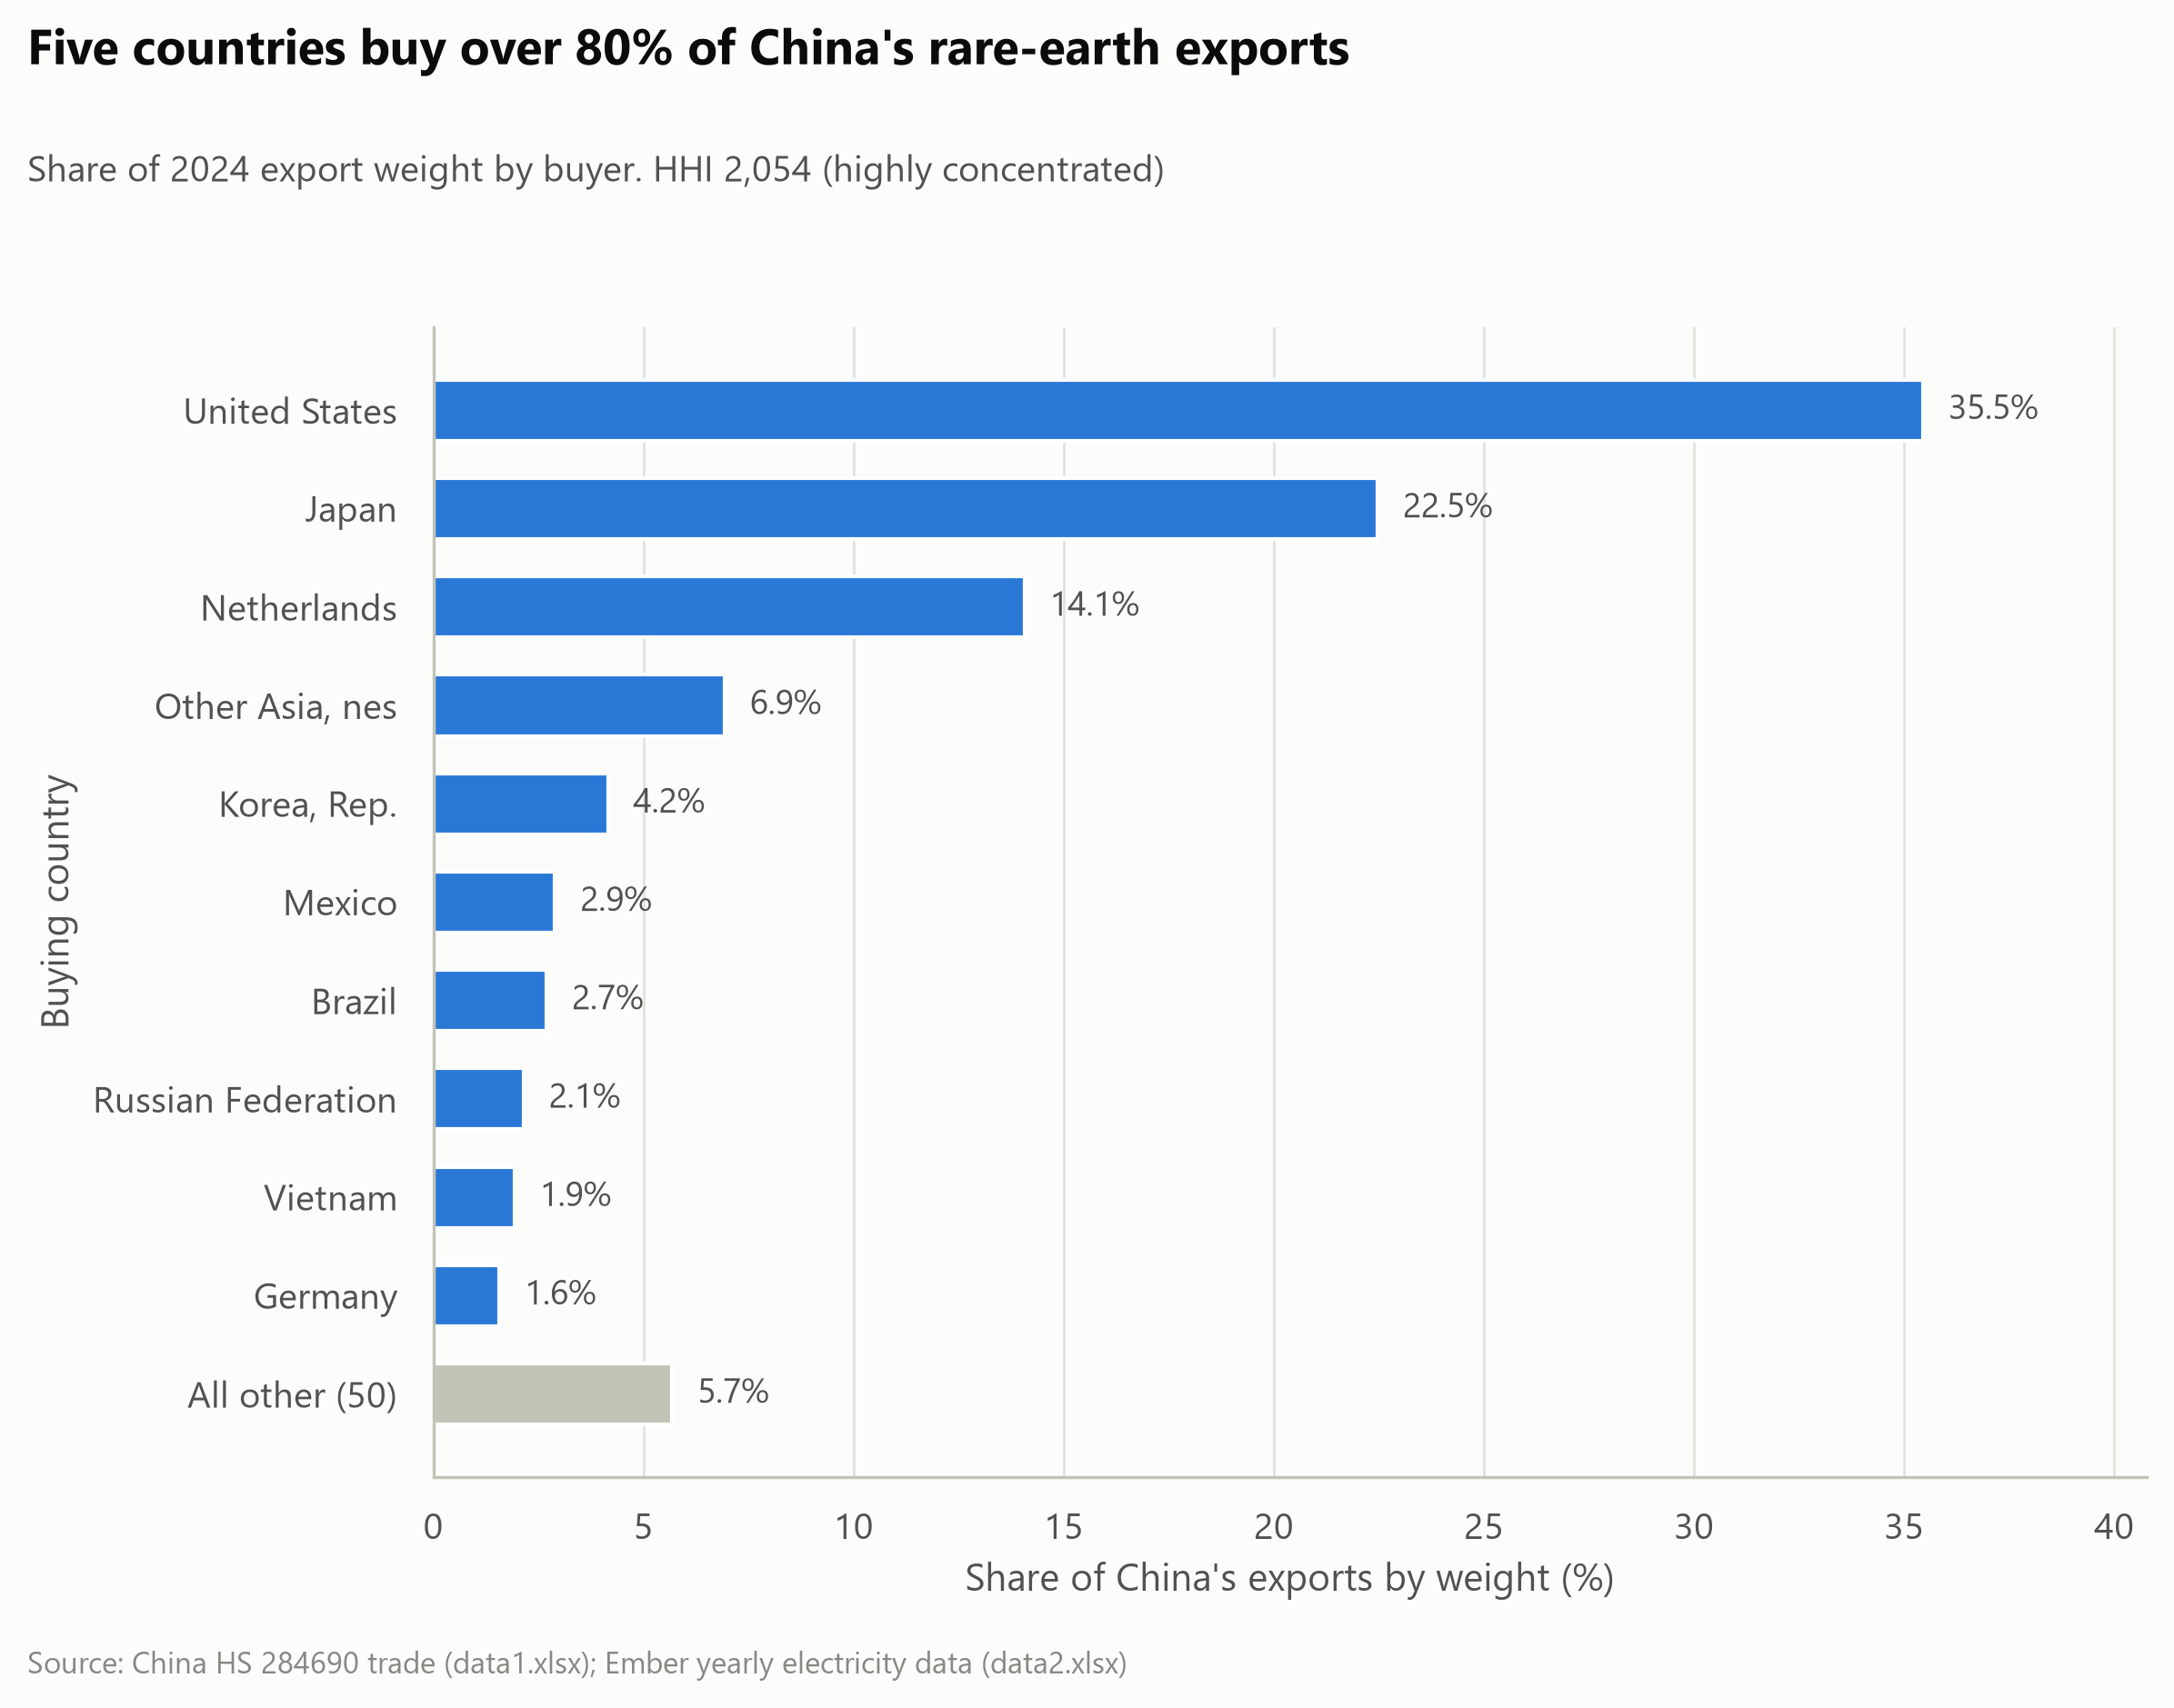 Five countries buy over 80% of China's rare-earth exports
Share of 2024 export weight by buyer. HHI 2,054 (highly concentrated)
Buying country
United States 35.5%
Japan 22.5%
Netherlands 14.1%
Other Asia, nes 6.9%
Korea, Rep. 4.2%
Mexico 2.9%
Brazil 2.7%
Russian Federation 2.1%
Vietnam 1.9%
Germany 1.6%
All other (50) 5.7%
0 5 10 15 20 25 30 35 40
Share of China's exports by weight (%)
Source: China HS 284690 trade (data1.xlsx); Ember yearly electricity data (data2.xlsx)